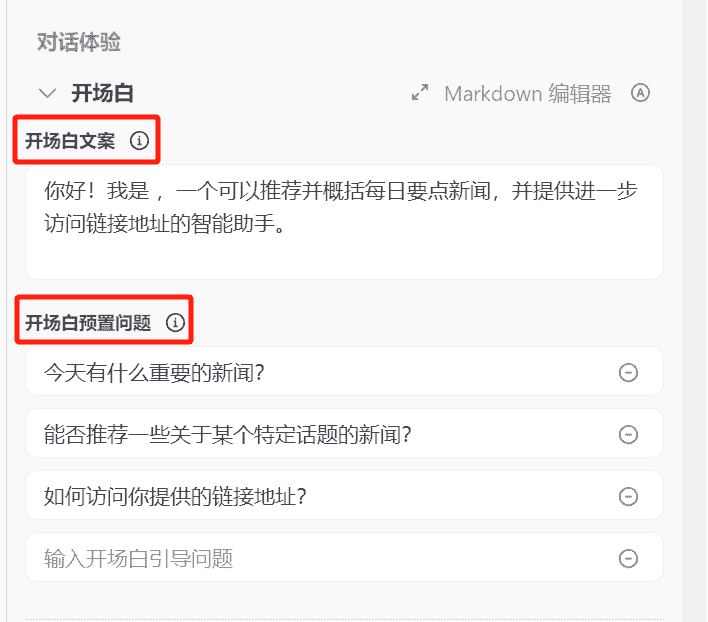 对话体验
开场白
Markdown 编辑器
A
开场白文案
你好！我是 ，一个可以推荐并概括每日要点新闻，并提供进一步
访问链接地址的智能助手。
开场白预置问题
今天有什么重要的新闻?
能否推荐一些关于某个特定话题的新闻?
如何访问你提供的链接地址?
输入开场白引导问题